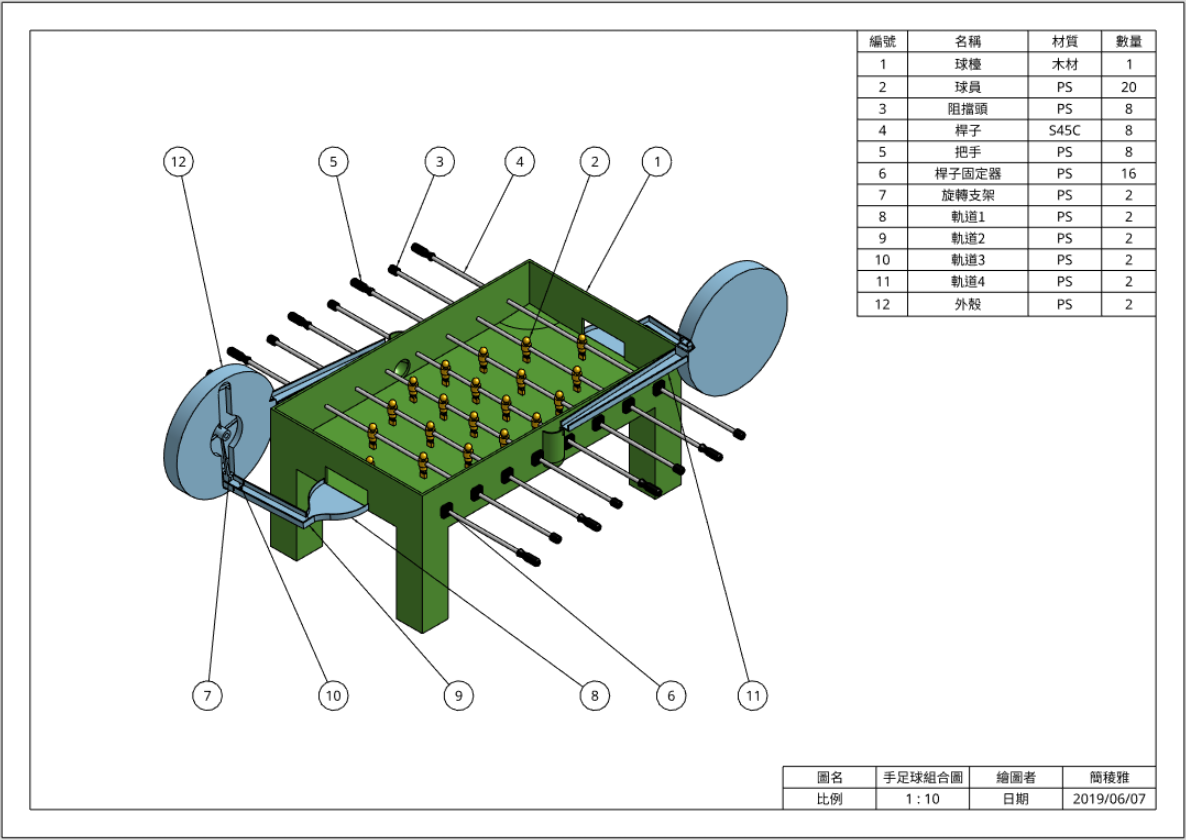 編號 名稱 材質 數量
1 球檯 木材 1
2 球員 PS 20
3 阻擋頭 PS 8
4 桿子 S45C 8
5 把手 PS 8
6 桿子固定器 PS 16
7 旋轉支架 PS 2
8 軌道1 PS 2
9 軌道2 PS 2
10 軌道3 PS 2
11 軌道4 PS 2
12 外殼 PS 2
12 5 3 4 2 1
7 10 9 8 6 11
圖名 手足球組合圖 繪圖者 簡稜雅
比例 1 : 10 日期 2019/06/07